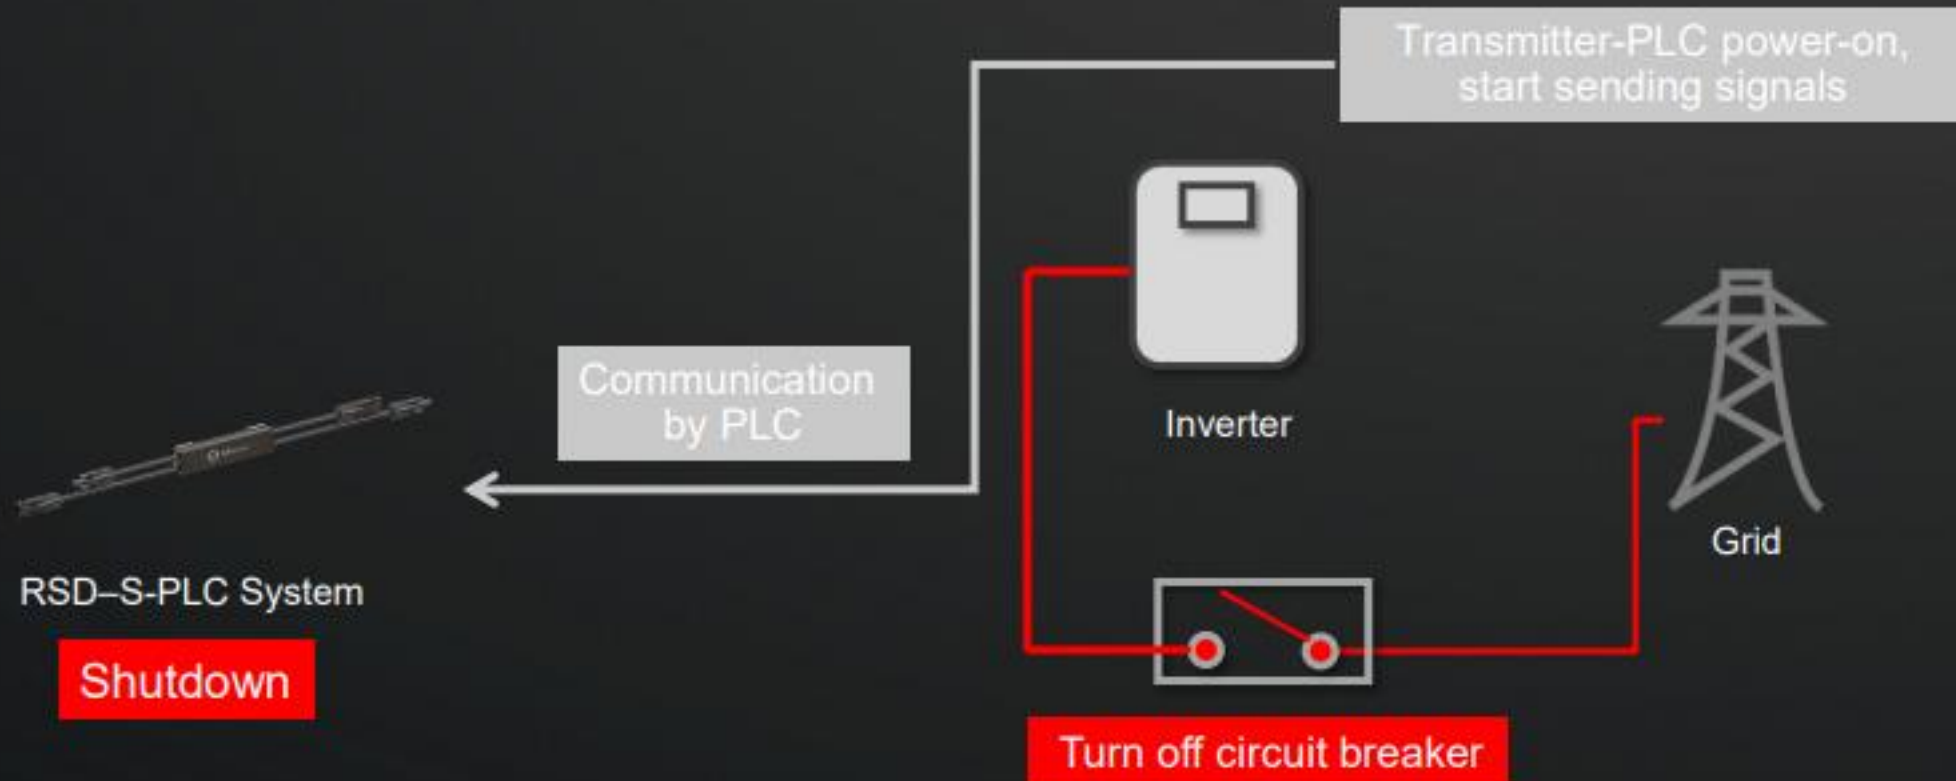 Transmitter-PLC power-on,
start sending signals
Communication
by PLC
Inverter
Grid
RSD–S-PLC System
Shutdown
Turn off circuit breaker